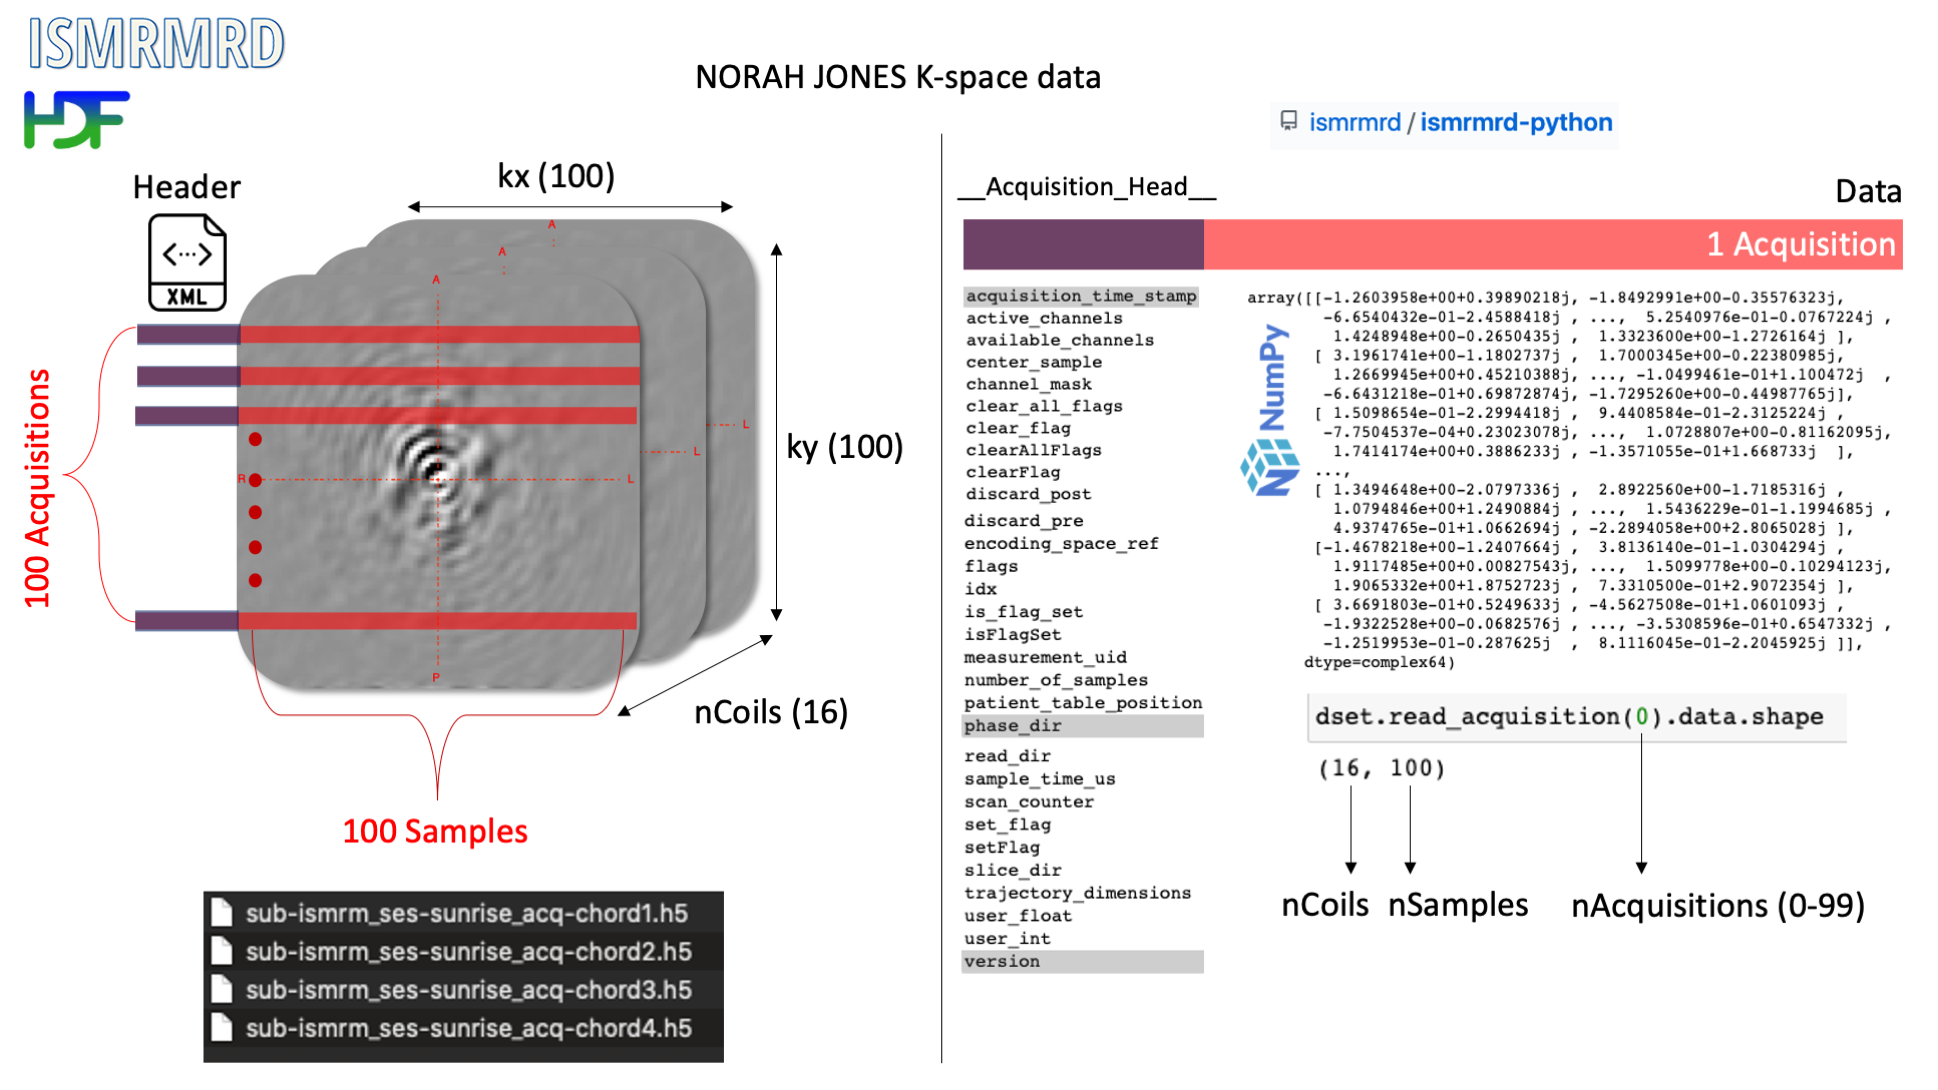 ISMRMRD
HDF
NORAH JONES K-space data
Header
<···>
XML
kx (100)
A
A
A
ky (100)
L
L
R
L
P
100 Acquisitions
nCoils (16)
100 Samples
sub-ismrm_ses-sunrise_acq-chord1.h5
sub-ismrm_ses-sunrise_acq-chord2.h5
sub-ismrm_ses-sunrise_acq-chord3.h5
sub-ismrm_ses-sunrise_acq-chord4.h5
ismrmrd / ismrmrd-python
__Acquisition_Head__
Data
1 Acquisition
acquisition_time_stamp
active_channels
available_channels
center_sample
channel_mask
clear_all_flags
clear_flag
clearAllFlags
clearFlag
discard_post
discard_pre
encoding_space_ref
flags
idx
is_flag_set
isFlagSet
measurement_uid
number_of_samples
patient_table_position
phase_dir
read_dir
sample_time_us
scan_counter
set_flag
setFlag
slice_dir
trajectory_dimensions
user_float
user_int
version
NumPy
array([[-1.2603958e+00+0.39890218j, -1.8492991e+00-0.35576323j,
-6.6540432e-01-2.4588418j , ..., 5.2540976e-01-0.0767224j ,
1.4248948e+00-0.2650435j , 1.3323600e+00-1.2726164j ],
[ 3.1961741e+00-1.1802737j , 1.7000345e+00-0.22380985j,
1.2669945e+00+0.45210388j, ..., -1.0499461e-01+1.100472j ,
-6.6431218e-01+0.69872874j, -1.7295260e+00-0.44987765j],
[ 1.5098654e-01-2.2994418j , 9.4408584e-01-2.3125224j ,
-7.7504537e-04+0.23023078j, ..., 1.0728807e+00-0.81162095j,
1.7414174e+00+0.3886233j , -1.3571055e-01+1.668733j ],
...,
[ 1.3494648e+00-2.0797336j , 2.8922560e+00-1.7185316j ,
1.0794846e+00+1.2490884j , ..., 1.5436229e-01-1.1994685j ,
4.9374765e-01+1.0662694j , -2.2894058e+00+2.8065028j ],
[-1.4678218e+00-1.2407664j , 3.8136140e-01-1.0304294j ,
1.9117485e+00+0.00827543j, ..., 1.5099778e+00-0.10294123j,
1.9065332e+00+1.8752723j , 7.3310500e-01+2.9072354j ],
[ 3.6691803e-01+0.5249633j , -4.5627508e-01+1.0601093j ,
-1.9322528e+00-0.0682576j , ..., -3.5308596e-01+0.6547332j ,
-1.2519953e-01-0.287625j , 8.1116045e-01-2.2045925j ]],
dtype=complex64)
dset.read_acquisition(0).data.shape
(16, 100)
nCoils nSamples nAcquisitions (0-99)